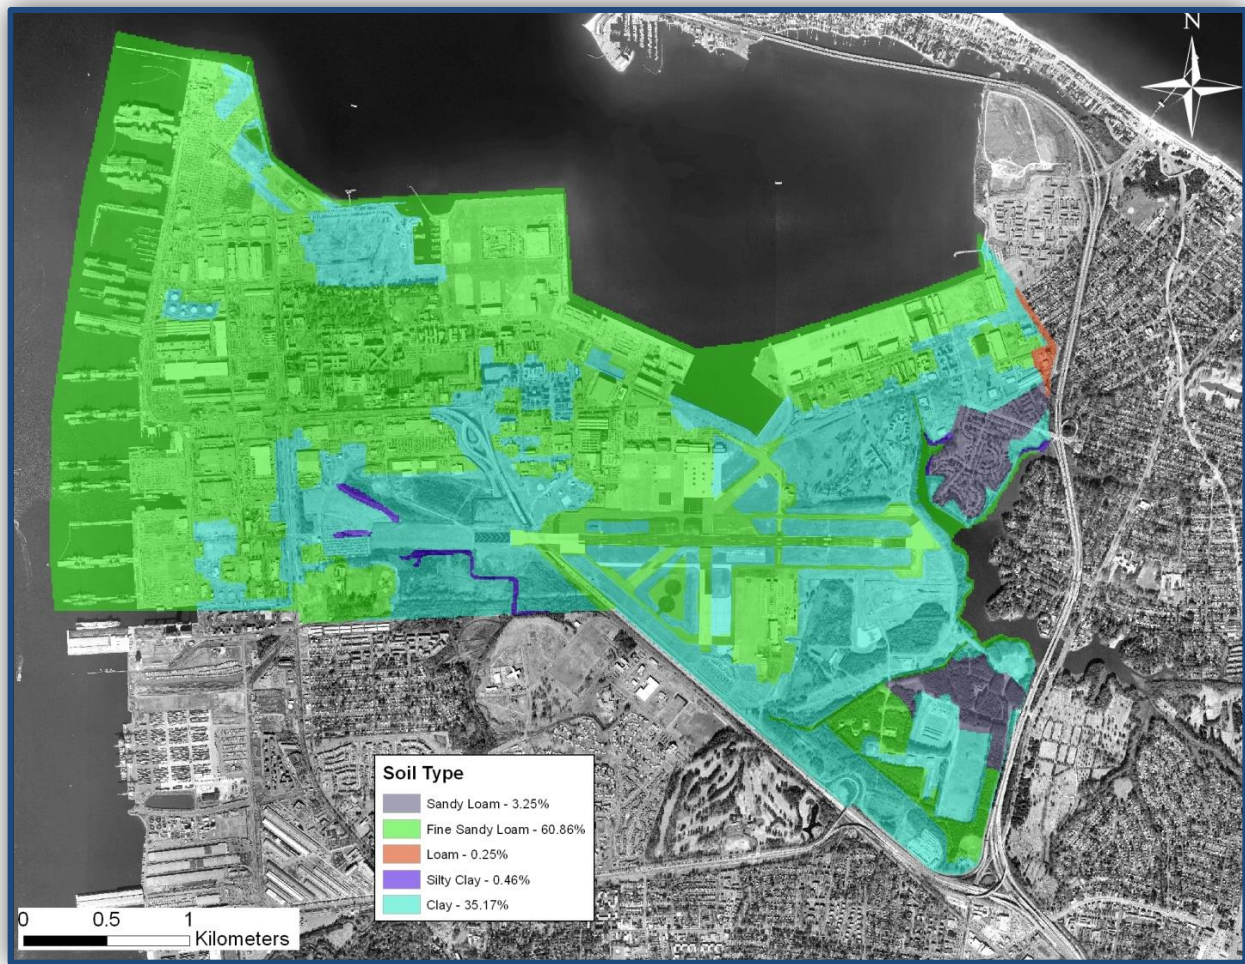 N
Soil Type
Sandy Loam - 3.25%
Fine Sandy Loam - 60.86%
Loam - 0.25%
Silty Clay - 0.46%
Clay - 35.17%
0 0.5 1
Kilometers